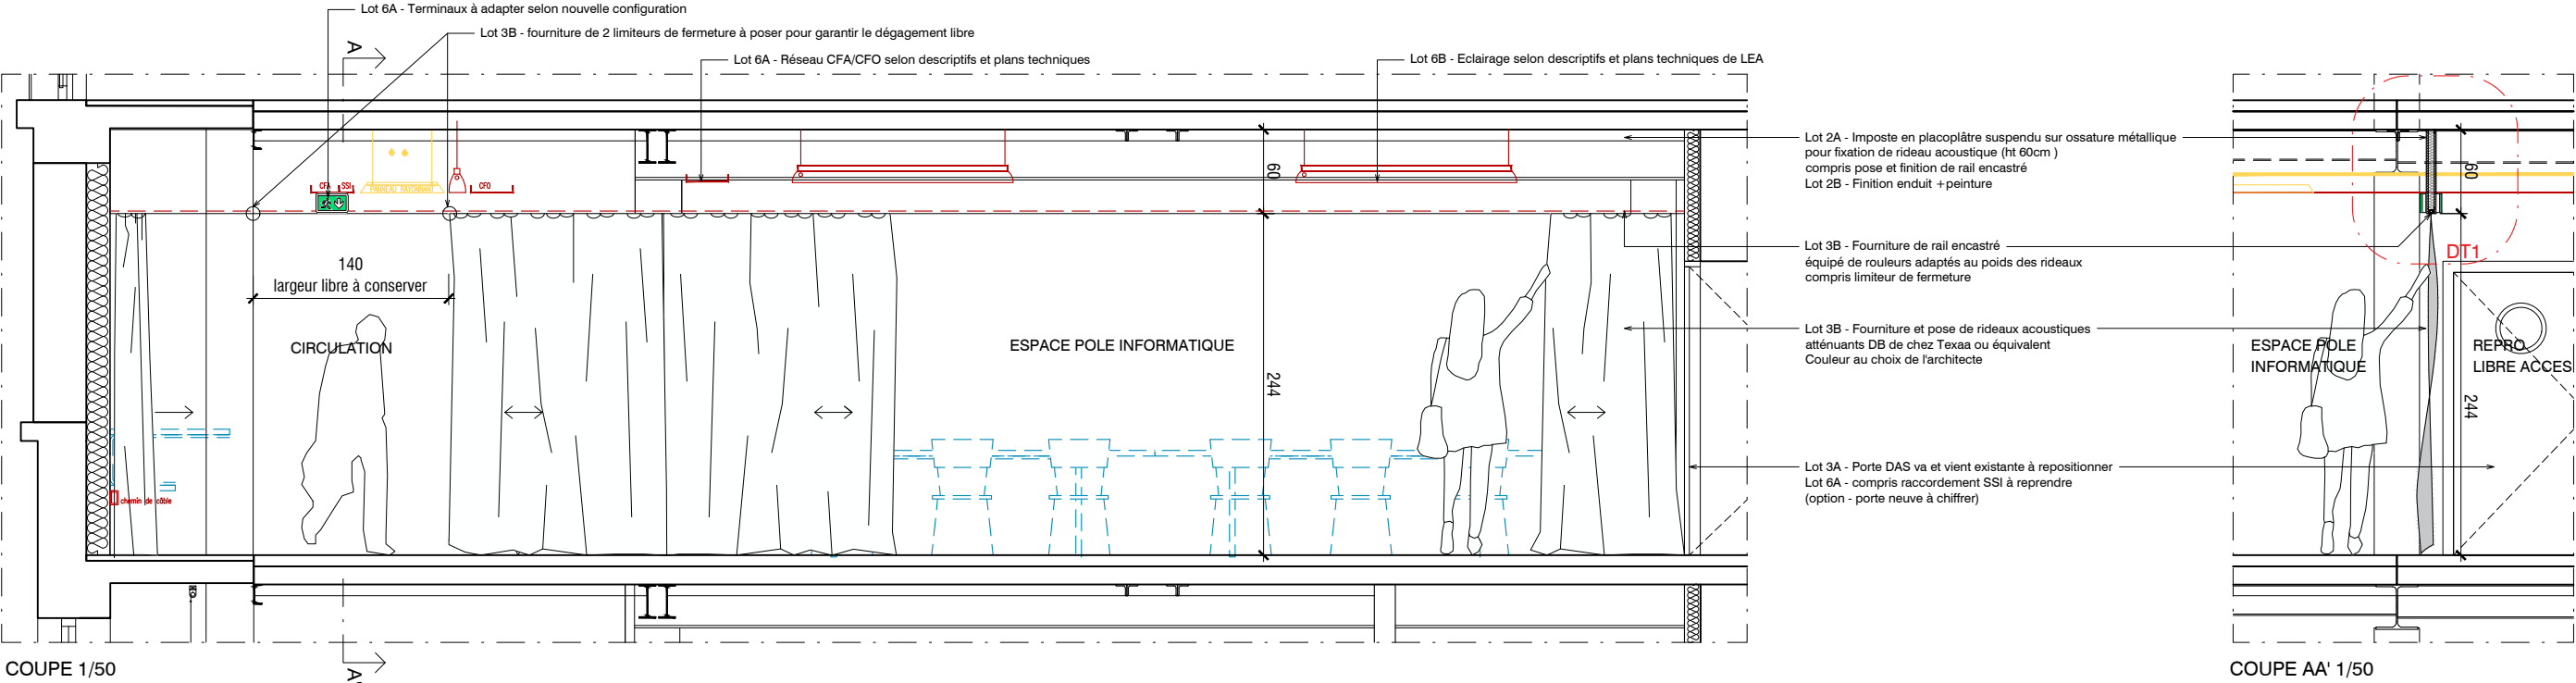 Lot 6A - Terminaux à adapter selon nouvelle configuration
Lot 3B - fourniture de 2 limiteurs de fermeture à poser pour garantir le dégagement libre
Lot 6A - Réseau CFA/CFO selon descriptifs et plans techniques
Lot 6B - Eclairage selon descriptifs et plans techniques de LEA
A
CFA
SSI
PANNEAU RAYONNANT
CFO
60
140
largeur libre à conserver
CIRCULATION
ESPACE POLE INFORMATIQUE
244
chemin de câble
Lot 2A - Imposte en placoplâtre suspendu sur ossature métallique
pour fixation de rideau acoustique (ht 60cm )
compris pose et finition de rail encastré
Lot 2B - Finition enduit +peinture
Lot 3B - Fourniture de rail encastré
équipé de rouleurs adaptés au poids des rideaux
compris limiteur de fermeture
Lot 3B - Fourniture et pose de rideaux acoustiques
atténuants DB de chez Texaa ou équivalent
Couleur au choix de l'architecte
Lot 3A - Porte DAS va et vient existante à repositionner
Lot 6A - compris raccordement SSI à reprendre
(option - porte neuve à chiffrer)
60
DT1
ESPACE POLE
INFORMATIQUE
REPRO
LIBRE ACCES
244
A'
COUPE 1/50
COUPE AA' 1/50